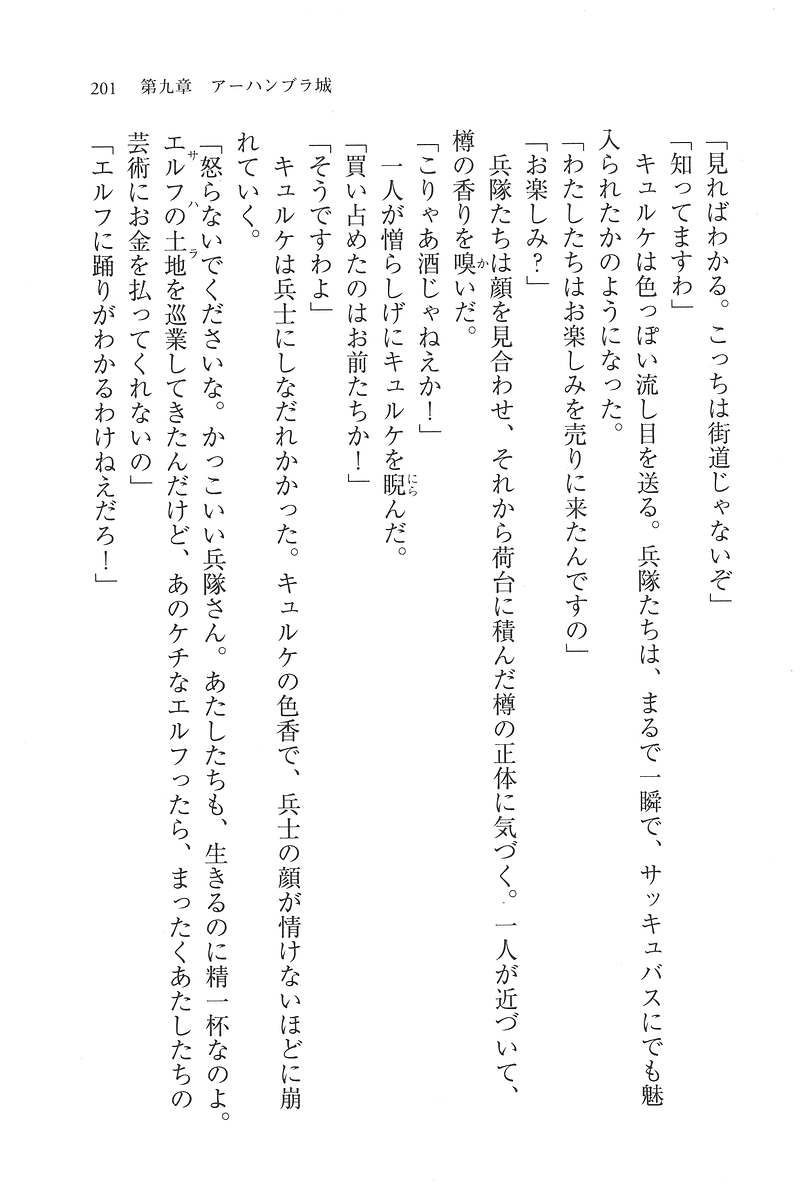 201　第九章　アーハンブラ城
「見ればわかる。こっちは街道じゃないぞ」
「知ってますわ」
　キュルケは色っぽい流し目を送る。兵隊たちは、まるで一瞬で、サッキュバスにでも魅
入られたかのようになった。
「わたしたちはお楽しみを売りに来たんですの」
「お楽しみ？」
　兵隊たちは顔を見合わせ、それから荷台に積んだ樽の正体に気づく。一人が近づいて、
樽の香りを嗅かいだ。
「こりゃあ酒じゃねえか！」
　一人が憎らしげにキュルケを睨にらんだ。
「買い占めたのはお前たちか！」
「そうですわよ」
　キュルケは兵士にしなだれかかった。キュルケの色香で、兵士の顔が情けないほどに崩
れていく。
「怒らないでくださいな。かっこいい兵隊さん。あたしたちも、生きるのに精一杯なのよ。
エルフの土地サハラを巡業してきたんだけど、あのケチなエルフったら、まったくあたしたちの
芸術にお金を払ってくれないの」
「エルフに踊りがわかるわけねえだろ！」